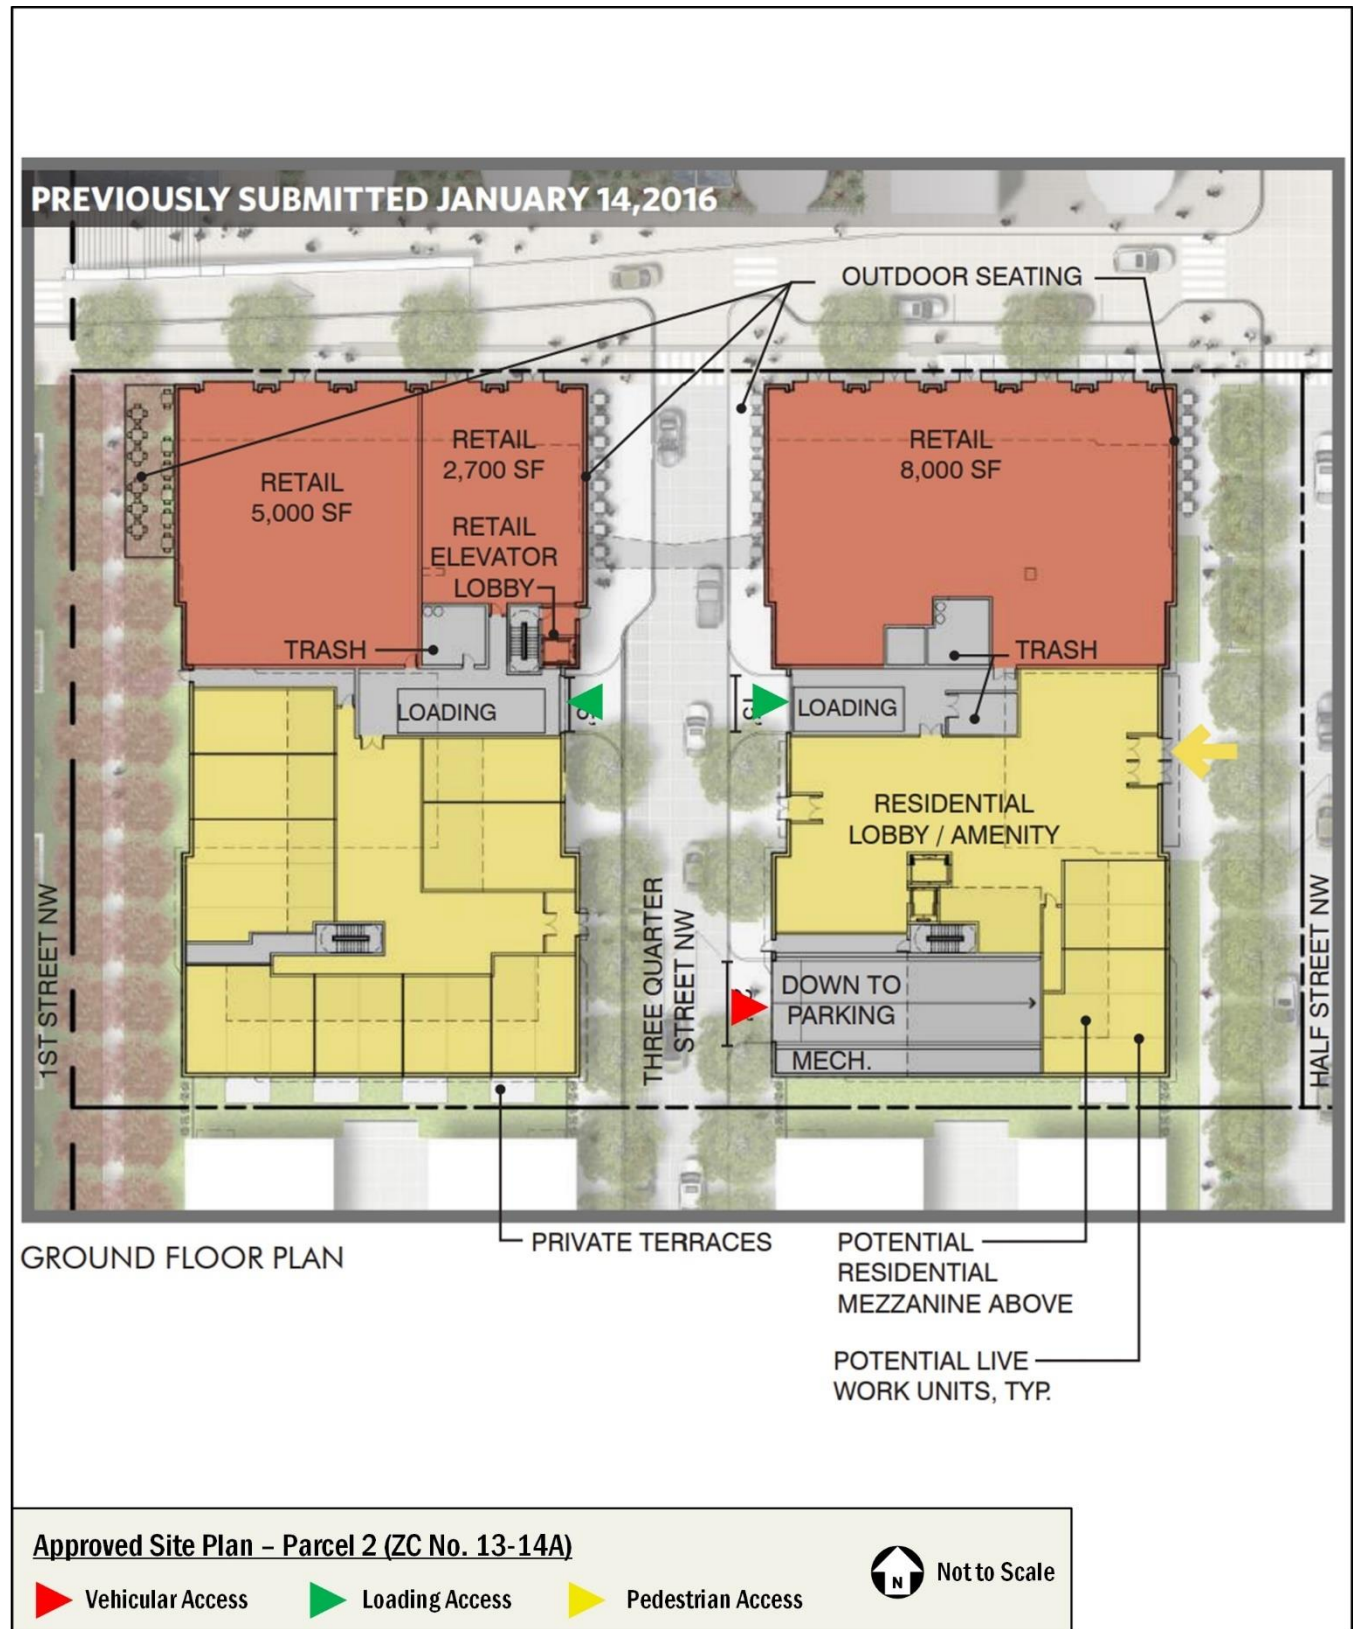 PREVIOUSLY SUBMITTED JANUARY 14,2016
OUTDOOR SEATING
RETAIL
5,000 SF
RETAIL
2,700 SF
RETAIL
ELEVATOR
LOBBY
RETAIL
8,000 SF
TRASH
TRASH
LOADING
LOADING
RESIDENTIAL
LOBBY / AMENITY
1ST STREET NW
THREE QUARTER
STREET NW
HALF STREET NW
DOWN TO
PARKING
MECH.
PRIVATE TERRACES
POTENTIAL
RESIDENTIAL
MEZZANINE ABOVE
POTENTIAL LIVE
WORK UNITS, TYP.
GROUND FLOOR PLAN
Approved Site Plan – Parcel 2 (ZC No. 13-14A)
Vehicular Access
Loading Access
Pedestrian Access
N
Not to Scale